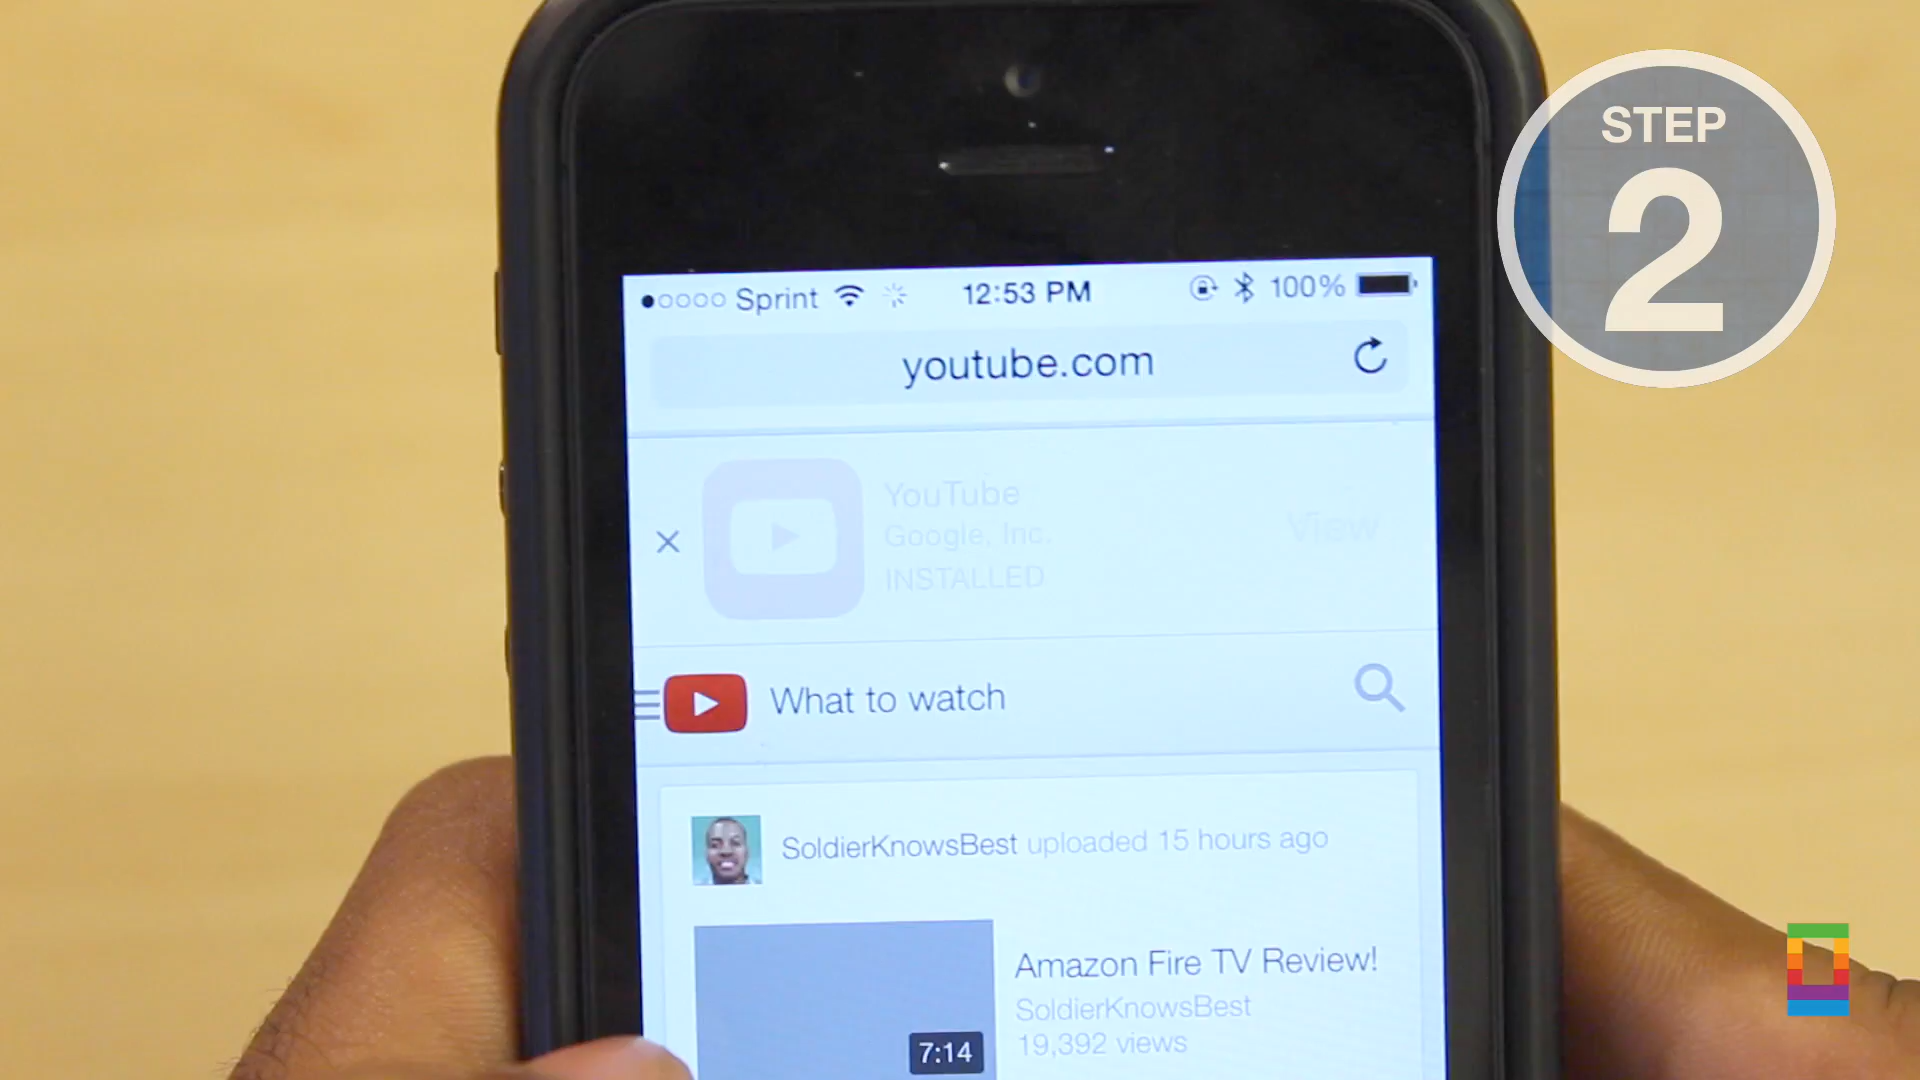 STEP
2
Sprint 12:53 PM 100%
youtube.com
YouTube
Google, Inc.
INSTALLED
View
What to watch
SoldierKnowsBest uploaded 15 hours ago
Amazon Fire TV Review!
SoldierKnowsBest
19,392 views
7:14